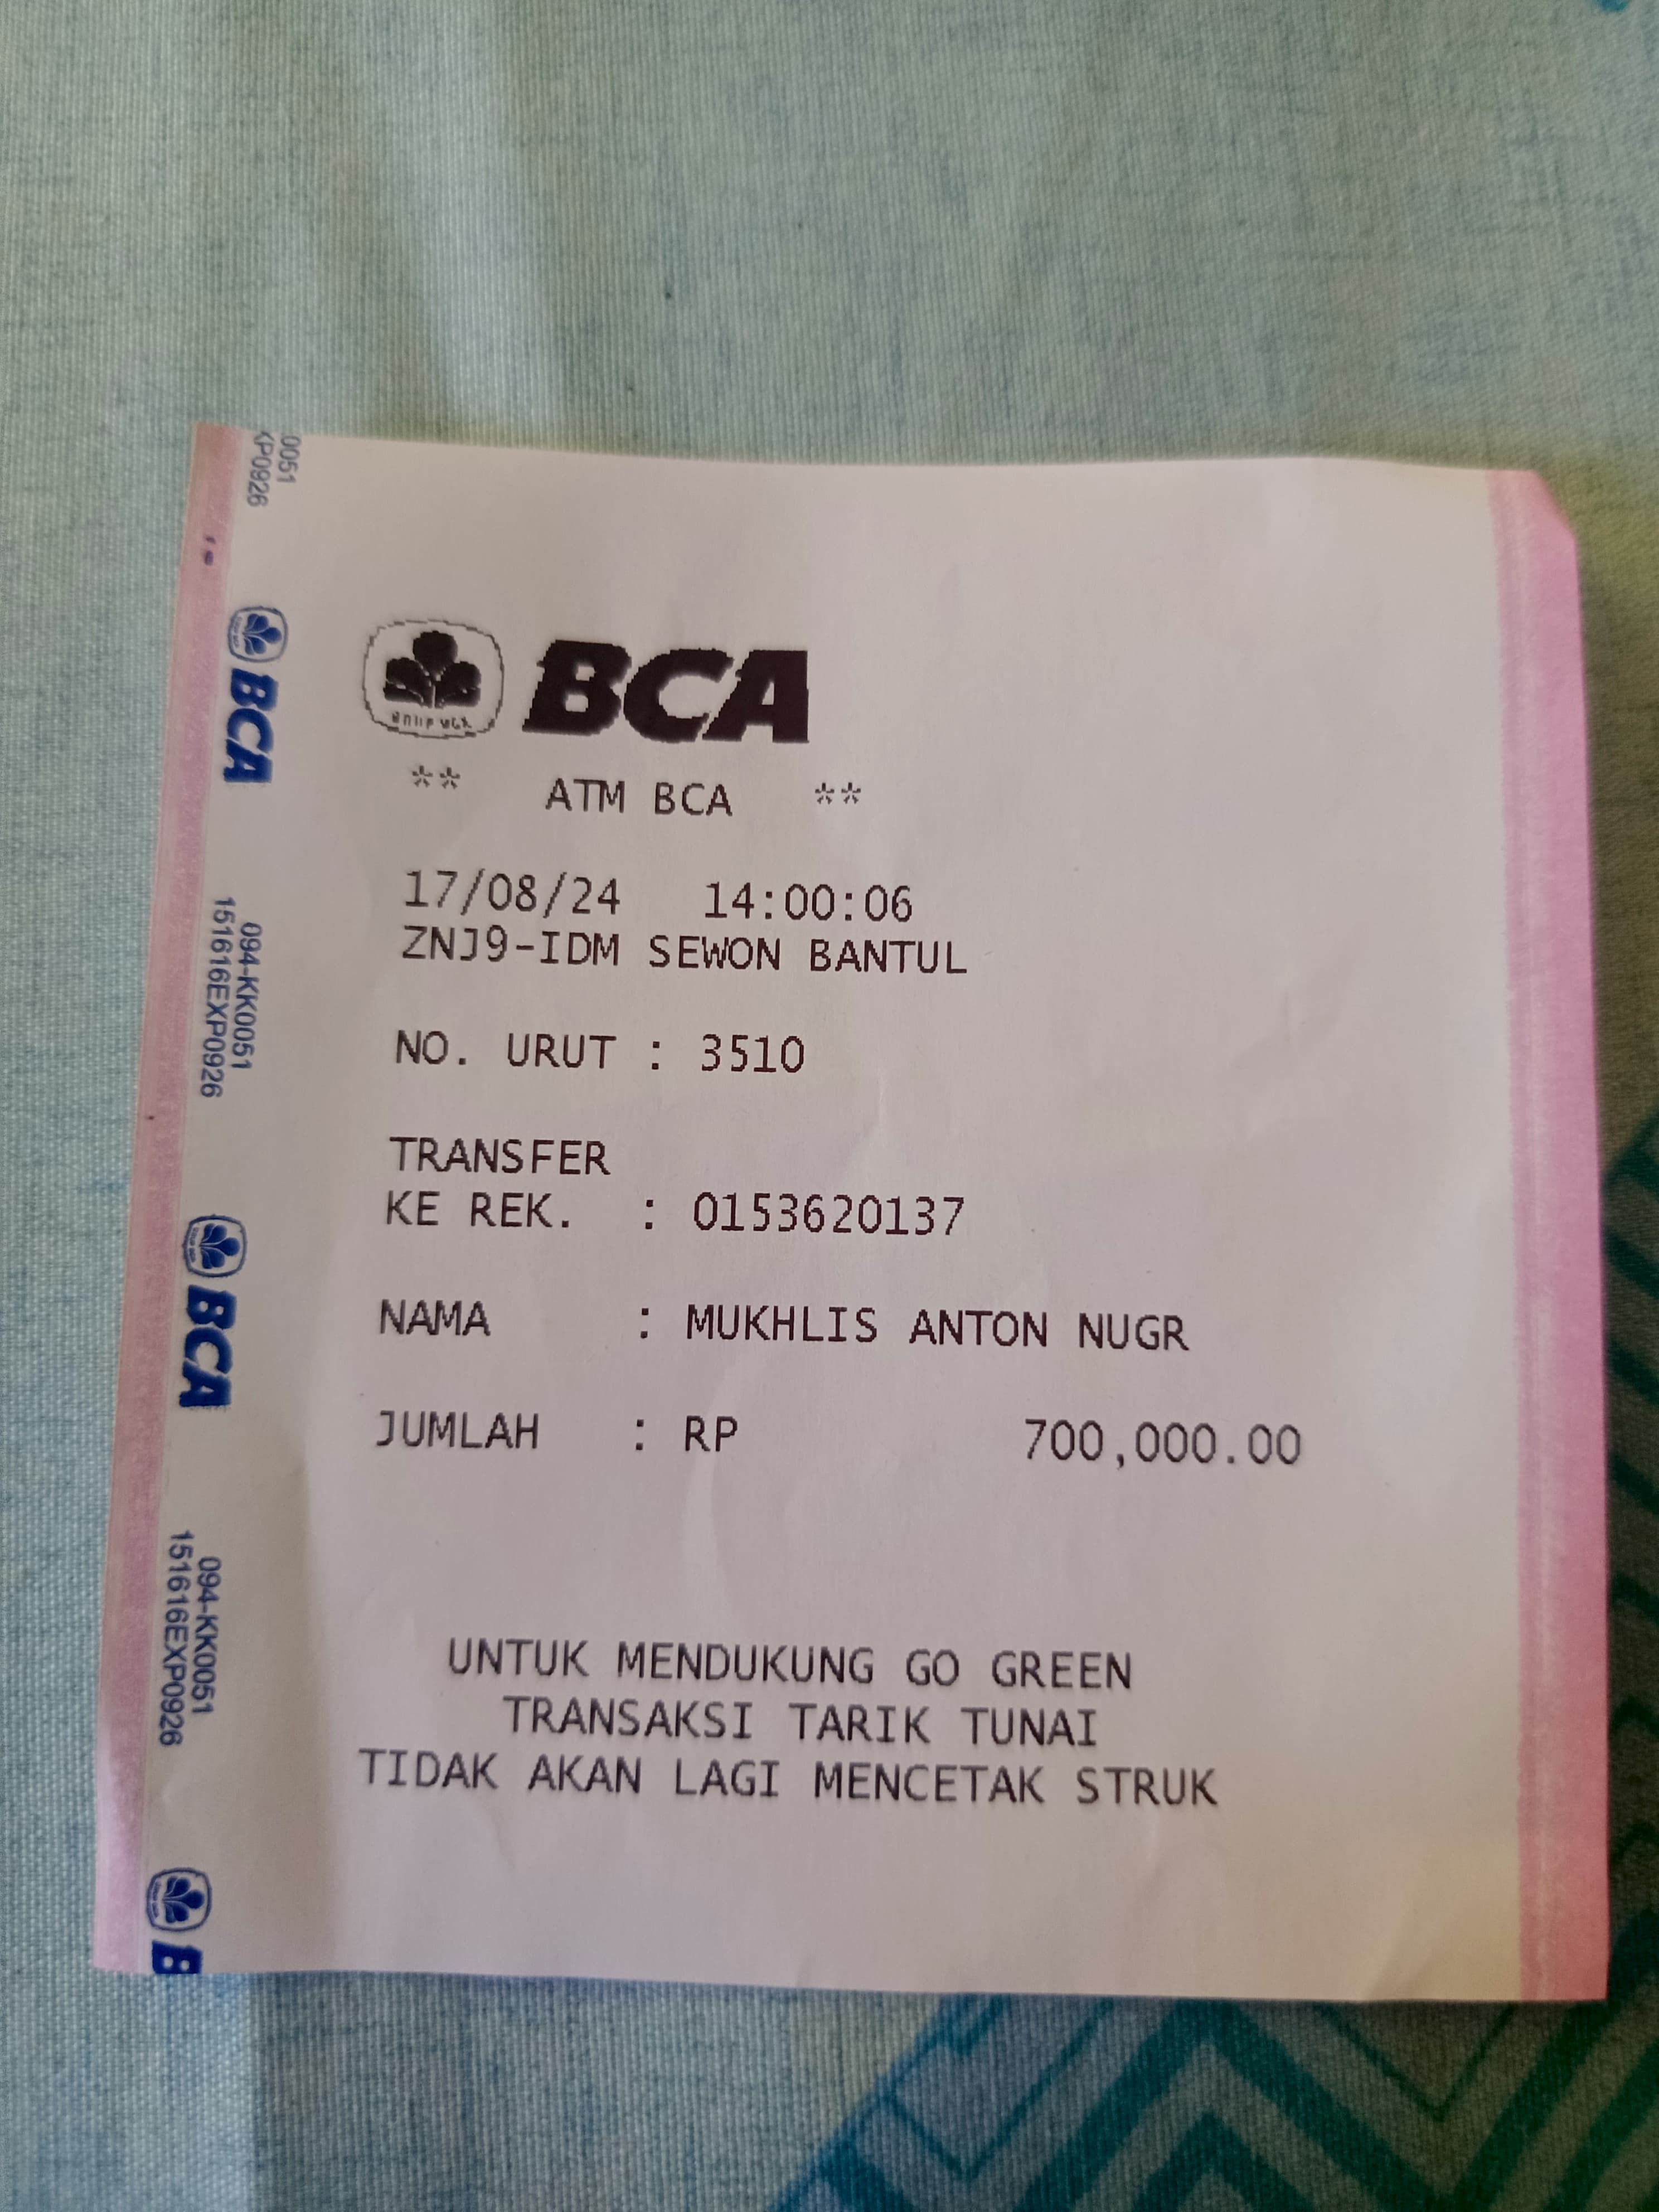 BCA
** ATM BCA **
17/08/24 14:00:06
ZNJ9-IDM SEWON BANTUL
NO. URUT : 3510
TRANSFER
KE REK. : 0153620137
NAMA : MUKHLIS ANTON NUGR
JUMLAH : RP 700,000.00
UNTUK MENDUKUNG GO GREEN
TRANSAKSI TARIK TUNAI
TIDAK AKAN LAGI MENCETAK STRUK
0051
XP0926
BCA
094-KK0051
151616EXP0926
BCA
094-KK0051
151616EXP0926
B